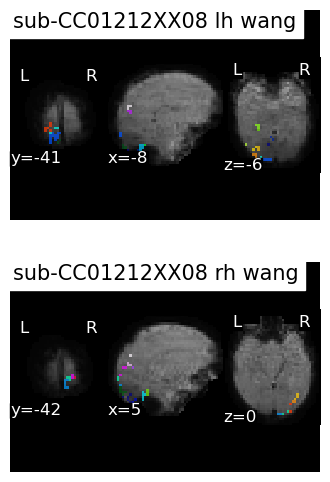 sub-CC01212XX08 lh wang
L R L R
y=-41 x=-8 z=-6
sub-CC01212XX08 rh wang
L R L R
y=-42 x=5 z=0